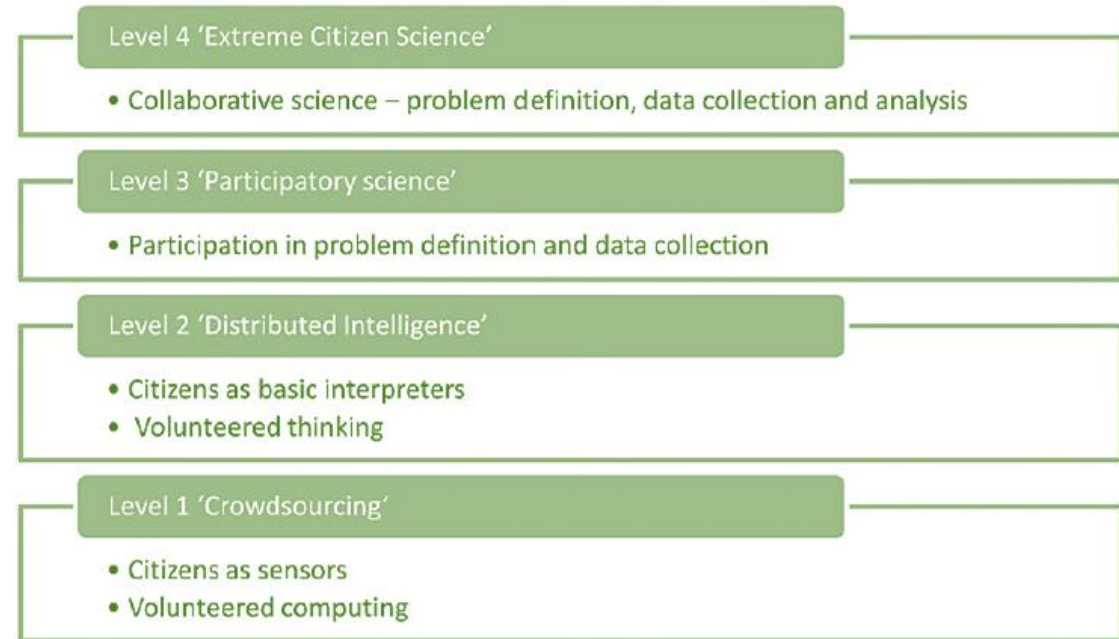 Level 4 ‘Extreme Citizen Science’
• Collaborative science – problem definition, data collection and analysis
Level 3 ‘Participatory science’
• Participation in problem definition and data collection
Level 2 ‘Distributed Intelligence’
• Citizens as basic interpreters
• Volunteered thinking
Level 1 ‘Crowdsourcing‘
• Citizens as sensors
• Volunteered computing